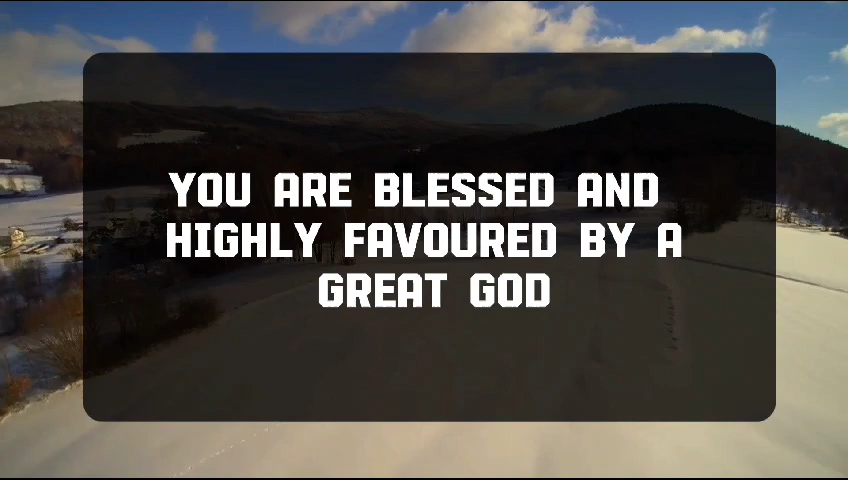 YOU ARE BLESSED AND
HIGHLY FAVOURED BY A
GREAT GOD